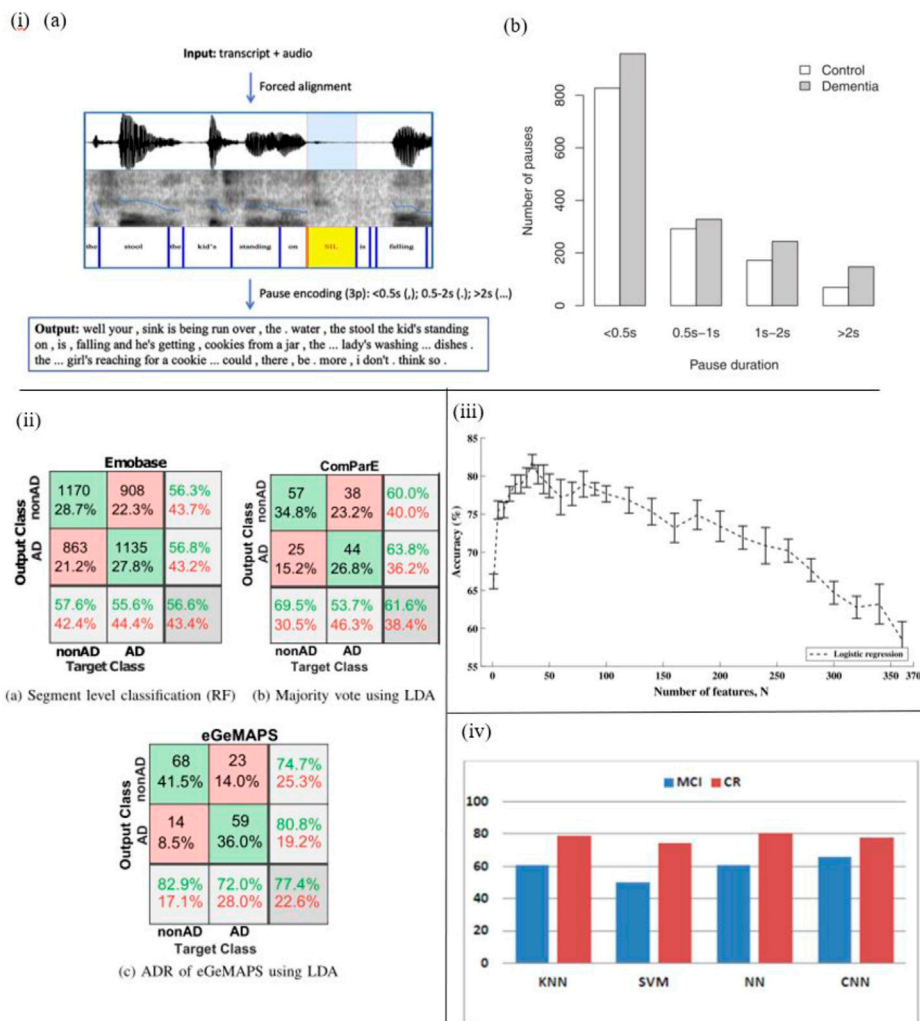 (i) (a)
Input: transcript + audio
Forced alignment
the stool the kid's standing on SIL is falling
Pause encoding (3p): <0.5s (,); 0.5-2s (.); >2s (...)
Output: well your , sink is being run over , the . water , the stool the kid's standing
on , is , falling and he's getting , cookies from a jar , the ... lady's washing ... dishes .
the ... girl's reaching for a cookie ... could , there , be . more , i don't . think so .
(b)
Control
Dementia
Number of pauses
800
600
400
200
0
<0.5s 0.5s−1s 1s−2s >2s
Pause duration
(ii)
Emobase
Output Class
nonAD
AD
1170 908 56.3%
28.7% 22.3% 43.7%
863 1135 56.8%
21.2% 27.8% 43.2%
57.6% 55.6% 56.6%
42.4% 44.4% 43.4%
nonAD AD
Target Class
(a) Segment level classification (RF)
ComParE
Output Class
nonAD
AD
57 38 60.0%
34.8% 23.2% 40.0%
25 44 63.8%
15.2% 26.8% 36.2%
69.5% 53.7% 61.6%
30.5% 46.3% 38.4%
nonAD AD
Target Class
(b) Majority vote using LDA
eGeMAPS
Output Class
nonAD
AD
68 23 74.7%
41.5% 14.0% 25.3%
14 59 80.8%
8.5% 36.0% 19.2%
82.9% 72.0% 77.4%
17.1% 28.0% 22.6%
nonAD AD
Target Class
(c) ADR of eGeMAPS using LDA
(iii)
Accuracy (%)
85
80
75
70
65
60
55
0 50 100 150 200 250 300 350 370
Number of features, N
Logistic regression
(iv)
MCI CR
100
80
60
40
20
0
KNN SVM NN CNN